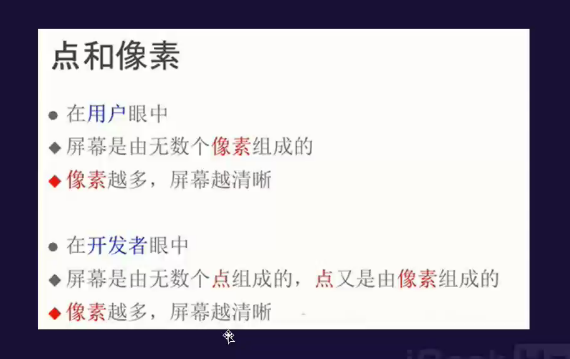 点和像素
在用户眼中
屏幕是由无数个像素组成的
像素越多，屏幕越清晰
在开发者眼中
屏幕是由无数个点组成的，点又是由像素组成的
像素越多，屏幕越清晰